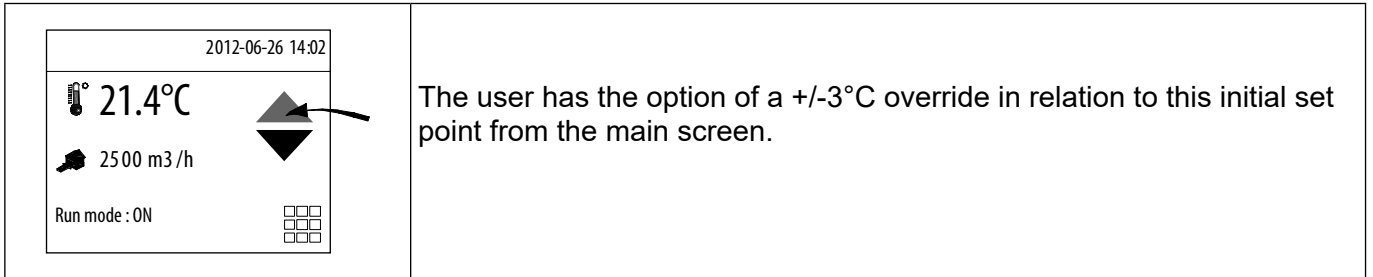 2012-06-26 14:02
21.4°C
2500 m3/h
Run mode : ON
The user has the option of a +/-3°C override in relation to this initial set
point from the main screen.